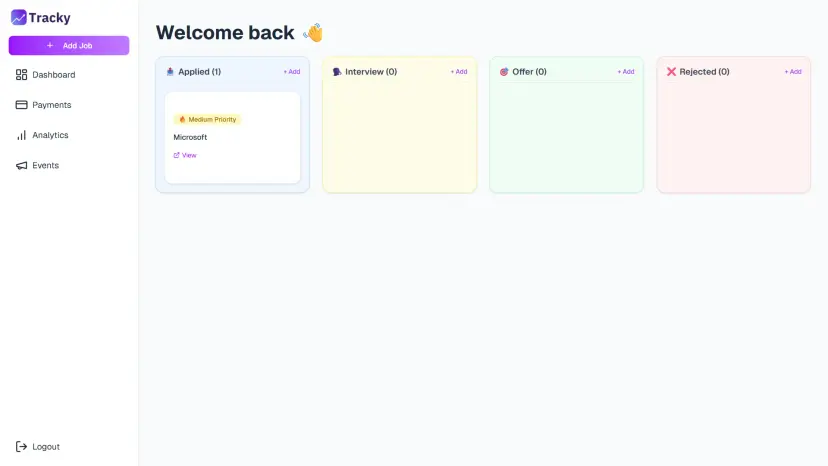 Tracky
+ Add Job
Dashboard
Payments
Analytics
Events
Logout
Welcome back 👋
Applied (1)
+ Add
🔥 Medium Priority
Microsoft
View
Interview (0)
+ Add
🎯 Offer (0)
+ Add
❌ Rejected (0)
+ Add